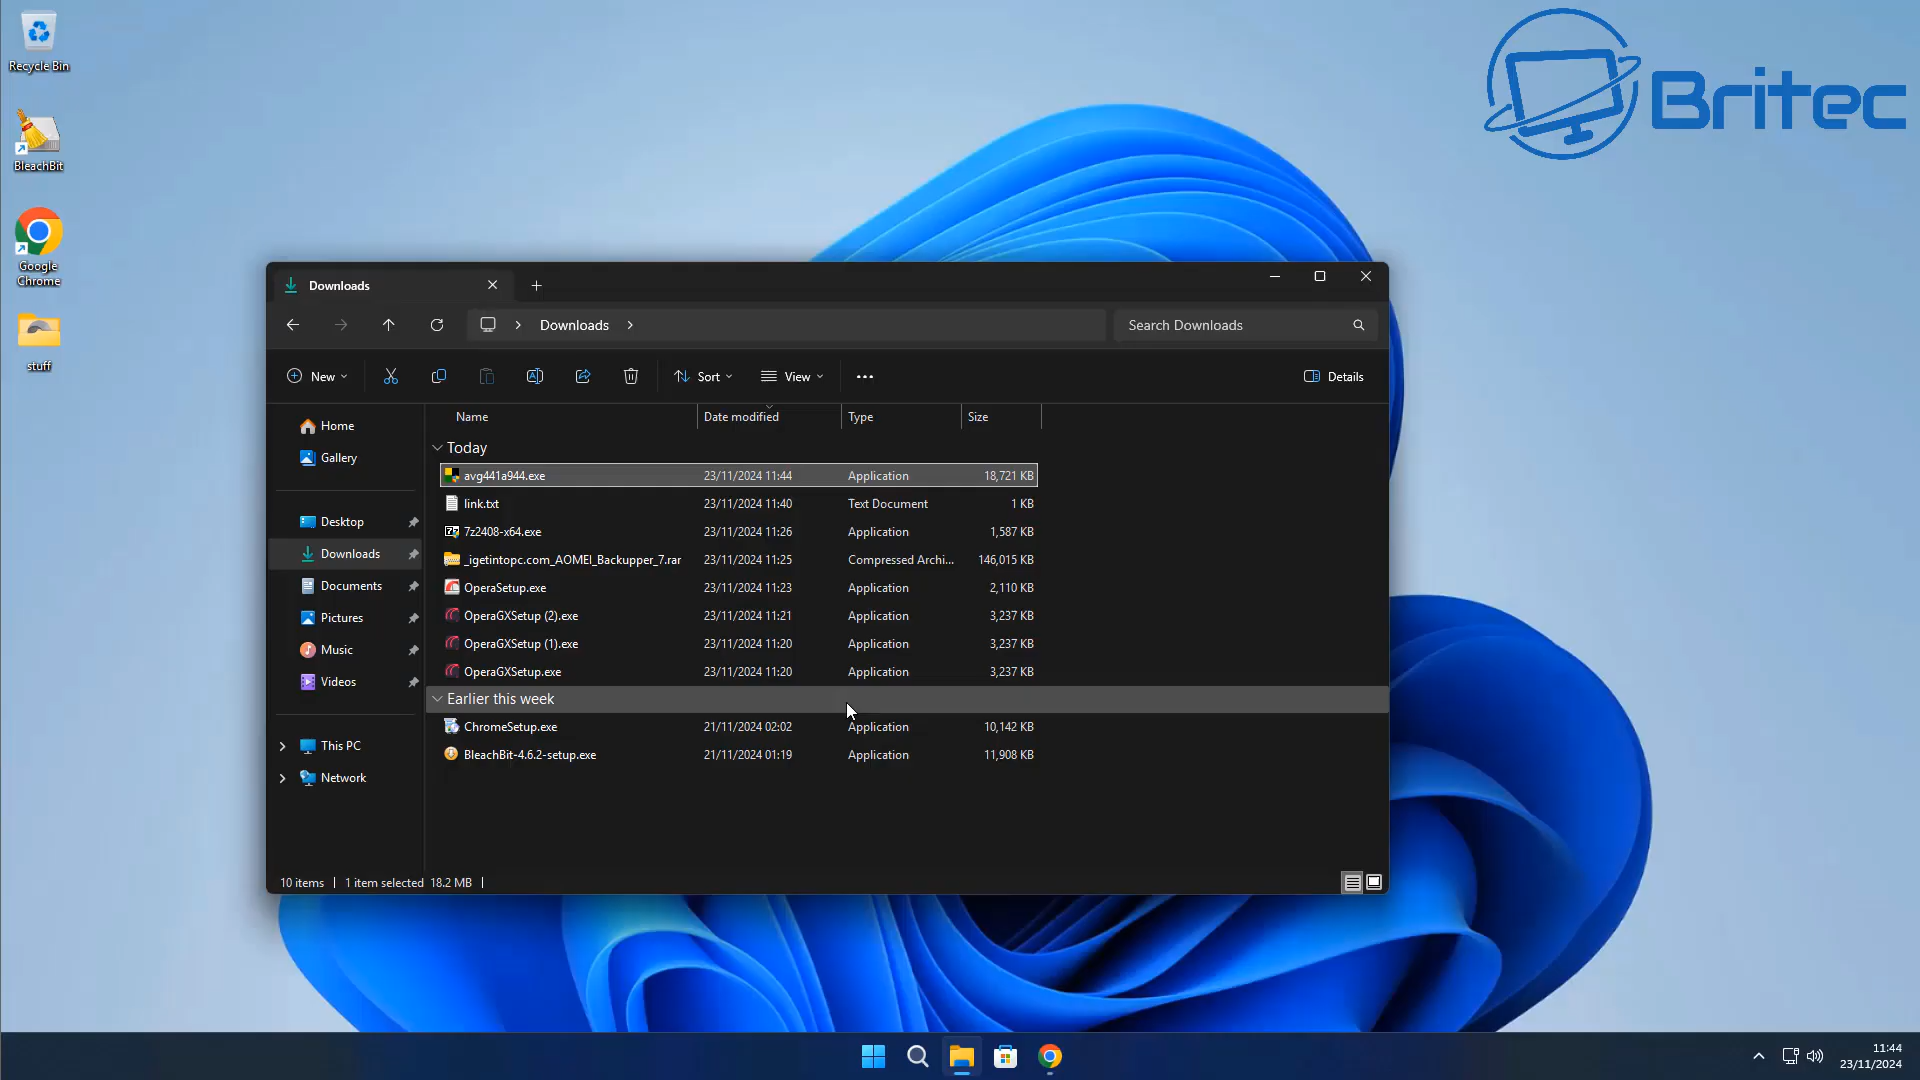 Recycle Bin
BleachBit
Google
Chrome
stuff
Britec
Downloads
Downloads
Search Downloads
New
Sort
View
Details
Name Date modified Type Size
Home
Gallery
Desktop
Downloads
Documents
Pictures
Music
Videos
This PC
Network
Today
avg441a944.exe 23/11/2024 11:44 Application 18,721 KB
link.txt 23/11/2024 11:40 Text Document 1 KB
7z2408-x64.exe 23/11/2024 11:26 Application 1,587 KB
_igetintopc.com_AOMEI_Backupper_7.rar 23/11/2024 11:25 Compressed Archi... 146,015 KB
OperaSetup.exe 23/11/2024 11:23 Application 2,110 KB
OperaGXSetup (2).exe 23/11/2024 11:21 Application 3,237 KB
OperaGXSetup (1).exe 23/11/2024 11:20 Application 3,237 KB
OperaGXSetup.exe 23/11/2024 11:20 Application 3,237 KB
Earlier this week
ChromeSetup.exe 21/11/2024 02:02 Application 10,142 KB
BleachBit-4.6.2-setup.exe 21/11/2024 01:19 Application 11,908 KB
10 items 1 item selected 18.2 MB
11:44
23/11/2024